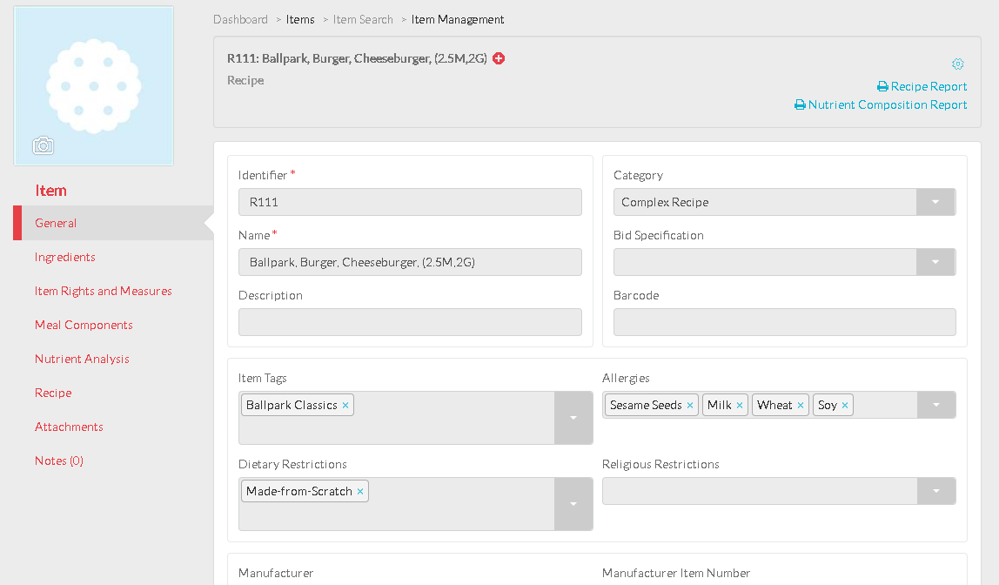 Dashboard > Items > Item Search > Item Management
R111: Ballpark, Burger, Cheeseburger, (2.5M,2G)
Recipe
Recipe Report
Nutrient Composition Report
Item
General
Ingredients
Item Rights and Measures
Meal Components
Nutrient Analysis
Recipe
Attachments
Notes (0)
Identifier *
R111
Name *
Ballpark, Burger, Cheeseburger, (2.5M,2G)
Description
Category
Complex Recipe
Bid Specification
Barcode
Item Tags
Ballpark Classics ×
Allergies
Sesame Seeds × Milk × Wheat × Soy ×
Dietary Restrictions
Made-from-Scratch ×
Religious Restrictions
Manufacturer
Manufacturer Item Number